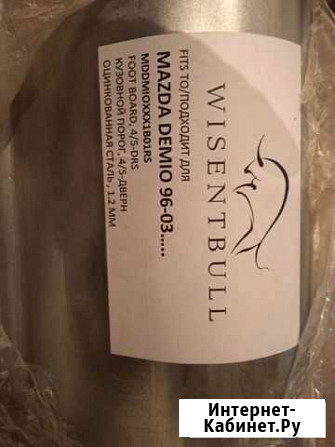 WISENTBULL
FITS TO/ПОДХОДИТ ДЛЯ
MAZDA DEMIO 96-03.....
MDDMIOXXX1B01RS
FOOT BOARD, 4/5-DRS
КУЗОВНОЙ ПОРОГ, 4/5-ДВЕРН
ОЦИНКОВАННАЯ СТАЛЬ , 1.2 ММ
Интернет-
Кабинет.Ру